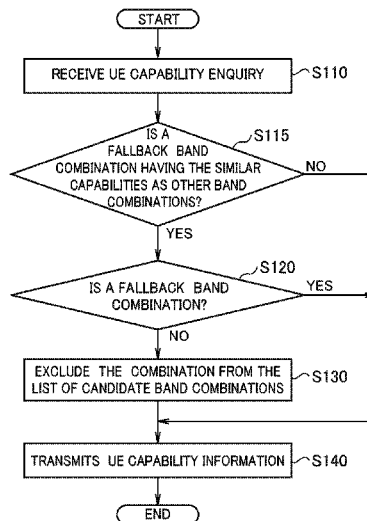 START
RECEIVE UE CAPABILITY ENQUIRY
S110
IS A
FALLBACK BAND
COMBINATION HAVING THE SIMILAR
CAPABILITIES AS OTHER BAND
COMBINATIONS?
S115
NO
YES
IS A FALLBACK BAND
COMBINATION?
S120
YES
NO
EXCLUDE THE COMBINATION FROM THE
LIST OF CANDIDATE BAND COMBINATIONS
S130
TRANSMITS UE CAPABILITY INFORMATION
S140
END